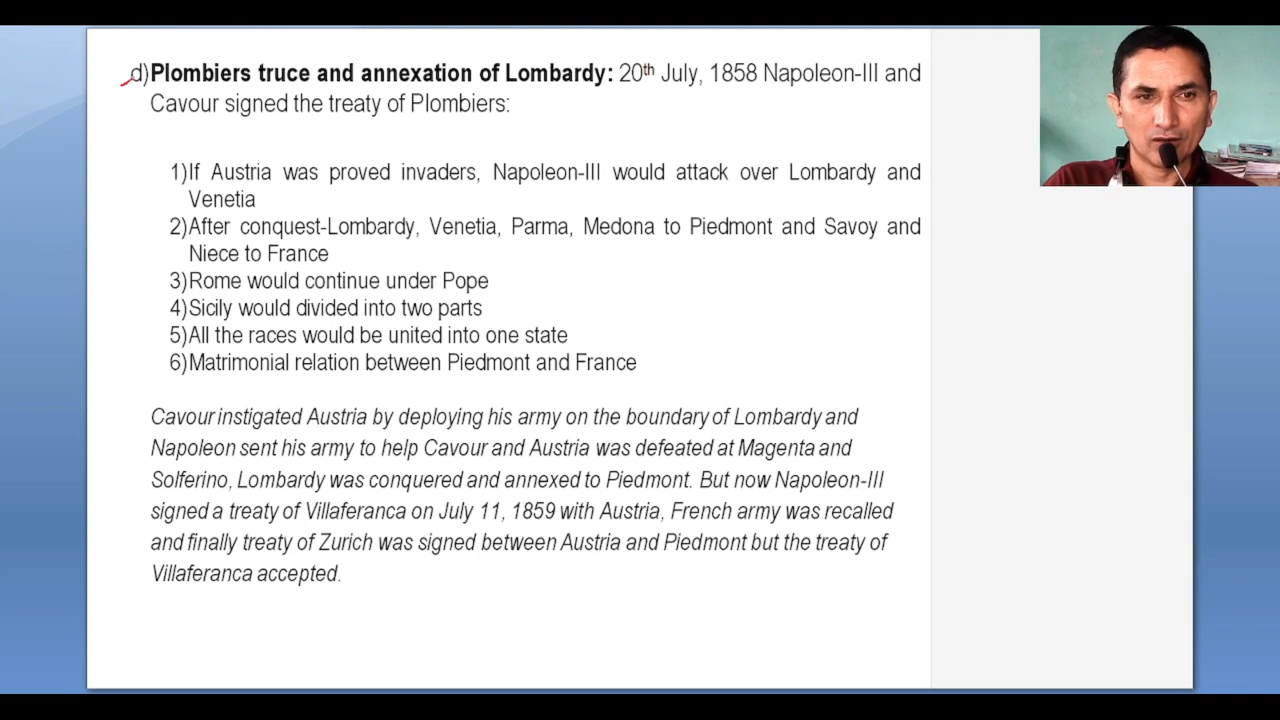 d)Plombiers truce and annexation of Lombardy: 20th July, 1858 Napoleon-III and
Cavour signed the treaty of Plombiers:
1)If Austria was proved invaders, Napoleon-III would attack over Lombardy and
Venetia
2)After conquest-Lombardy, Venetia, Parma, Medona to Piedmont and Savoy and
Niece to France
3)Rome would continue under Pope
4)Sicily would divided into two parts
5)All the races would be united into one state
6)Matrimonial relation between Piedmont and France
Cavour instigated Austria by deploying his army on the boundary of Lombardy and
Napoleon sent his army to help Cavour and Austria was defeated at Magenta and
Solferino, Lombardy was conquered and annexed to Piedmont. But now Napoleon-III
signed a treaty of Villaferanca on July 11, 1859 with Austria, French army was recalled
and finally treaty of Zurich was signed between Austria and Piedmont but the treaty of
Villaferanca accepted.